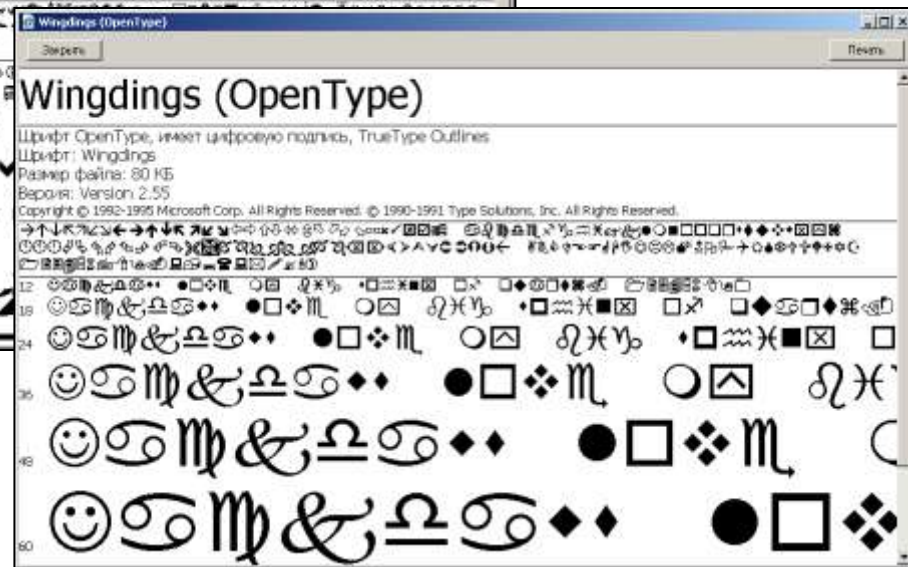 Wingdings (OpenType)
Закрыть Печать
Wingdings (OpenType)
Шрифт OpenType, имеет цифровую подпись, TrueType Outlines
Шрифт: Wingdings
Размер файла: 80 КБ
Версия: Version 2.55
Copyright © 1992-1995 Microsoft Corp. All Rights Reserved. © 1990-1991 Type Solutions, Inc. All Rights Reserved.
12
18
24
36
48
60